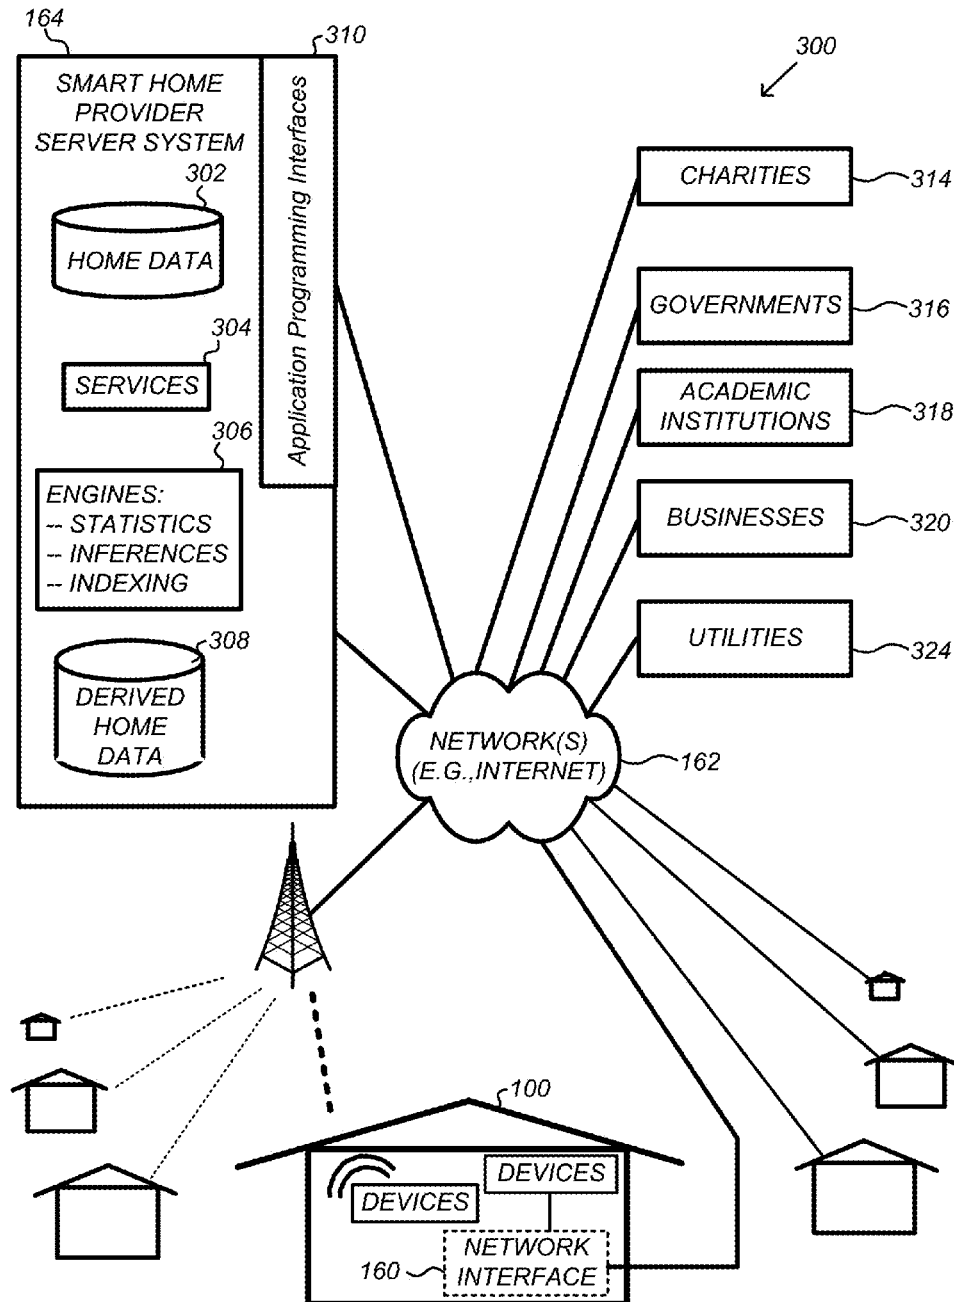 164
310
300
SMART HOME
PROVIDER
SERVER SYSTEM
Application Programming Interfaces
302
HOME DATA
304
SERVICES
306
ENGINES:
-- STATISTICS
-- INFERENCES
-- INDEXING
308
DERIVED
HOME
DATA
CHARITIES
314
GOVERNMENTS
316
ACADEMIC
INSTITUTIONS
318
BUSINESSES
320
UTILITIES
324
NETWORK(S)
(E.G.,INTERNET)
162
100
DEVICES
DEVICES
NETWORK
INTERFACE
160